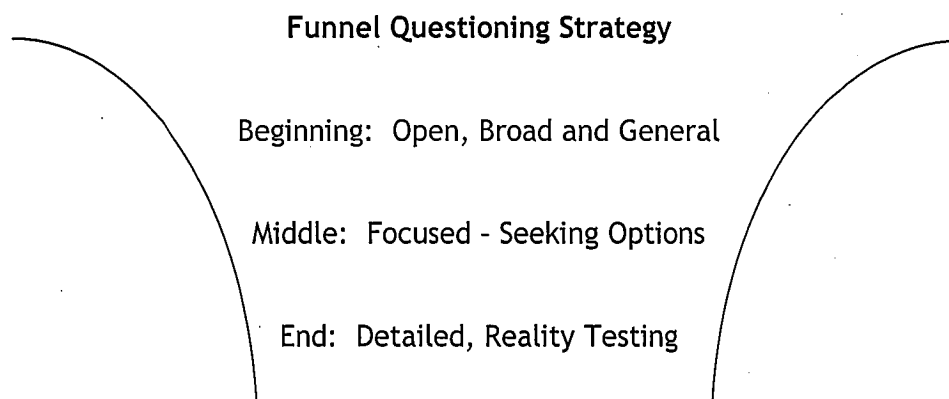 Funnel Questioning Strategy
Beginning: Open, Broad and General
Middle: Focused - Seeking Options
End: Detailed, Reality Testing